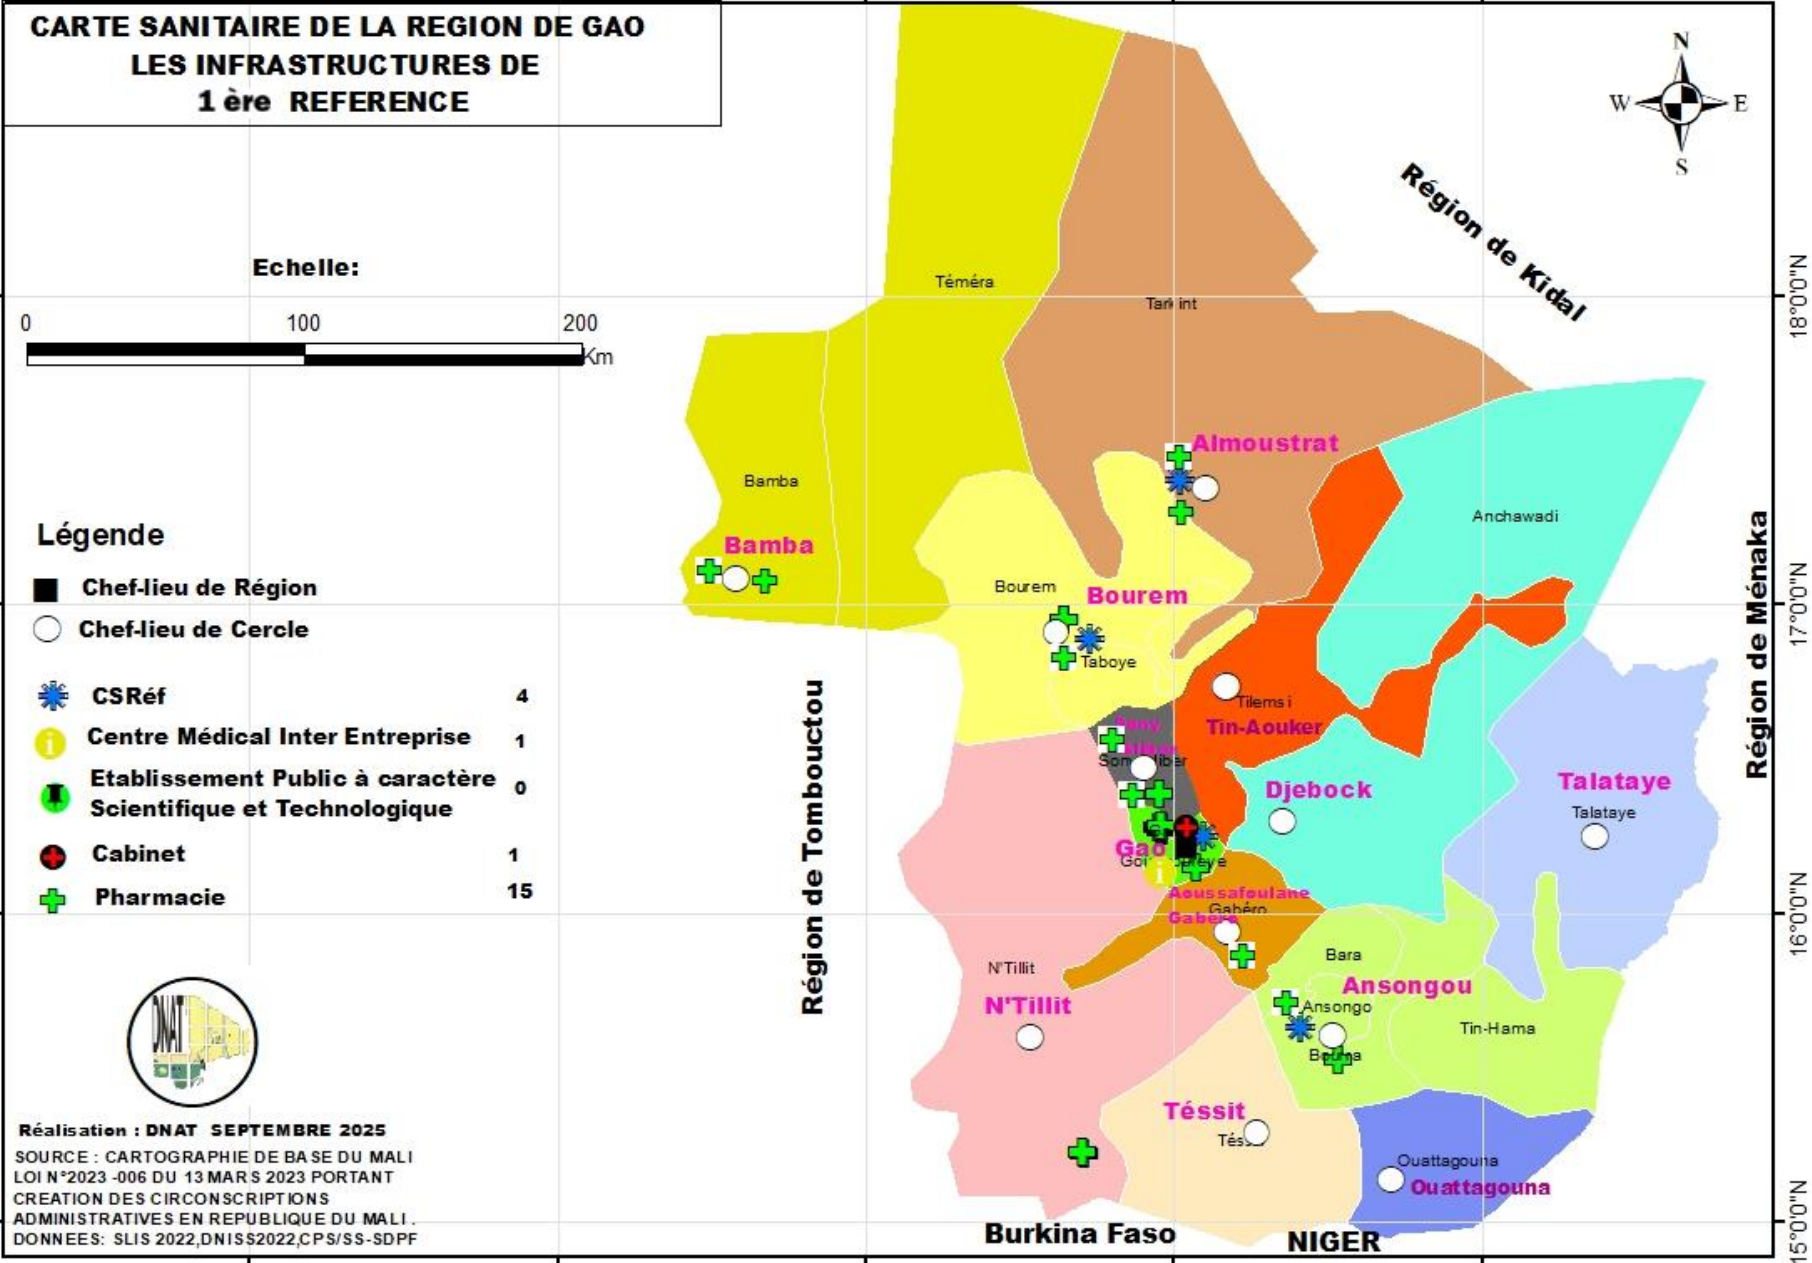 CARTE SANITAIRE DE LA REGION DE GAO
LES INFRASTRUCTURES DE
1 ère REFERENCE
N
W E
S
Région de Kidal
Echelle:
0 100 200
Km
Téméra
Tarkint
18°0'0"N
Almoustrat
Bamba
Anchawadi
Bamba
Bourem
Bourem
17°0'0"N
Taboye
Région de Ménaka
Région de Tombouctou
Tilemsi
Tin-Aouker
Djebock
Talataye
Talataye
Gao
Aoussafoulane
Gabéro
Gabero
16°0'0"N
Bara
N'Tillit
N'Tillit
Ansongou
Ansongo
Tin-Hama
Bourra
Téssit
Ouattagouna
Ouattagouna
Burkina Faso
NIGER
15°0'0"N
Légende
Chef-lieu de Région
Chef-lieu de Cercle
CSRéf 4
Centre Médical Inter Entreprise 1
Etablissement Public à caractère
Scientifique et Technologique 0
Cabinet 1
Pharmacie 15
DNAT
Réalisation : DNAT SEPTEMBRE 2025
SOURCE : CARTOGRAPHIE DE BASE DU MALI
LOI N°2023 -006 DU 13 MARS 2023 PORTANT
CREATION DES CIRCONSCRIPTIONS
ADMINISTRATIVES EN REPUBLIQUE DU MALI .
DONNEES: SLIS 2022,DNISS2022,CPS/SS-SDPF